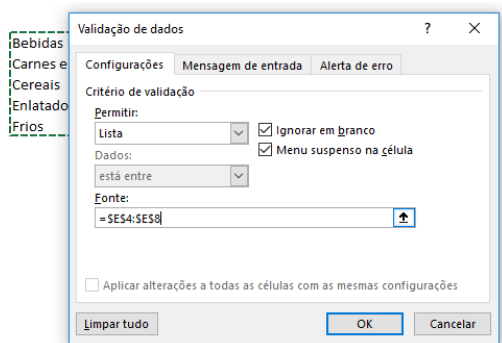 Validação de dados
?
Bebidas
Carnes e
Cereais
Enlatado
Frios
Configurações
Mensagem de entrada
Alerta de erro
Critério de validação
Permitir:
Lista
Ignorar em branco
Menu suspenso na célula
Dados:
está entre
Fonte:
=$E$4:$E$8
Aplicar alterações a todas as células com as mesmas configurações
Limpar tudo
OK
Cancelar